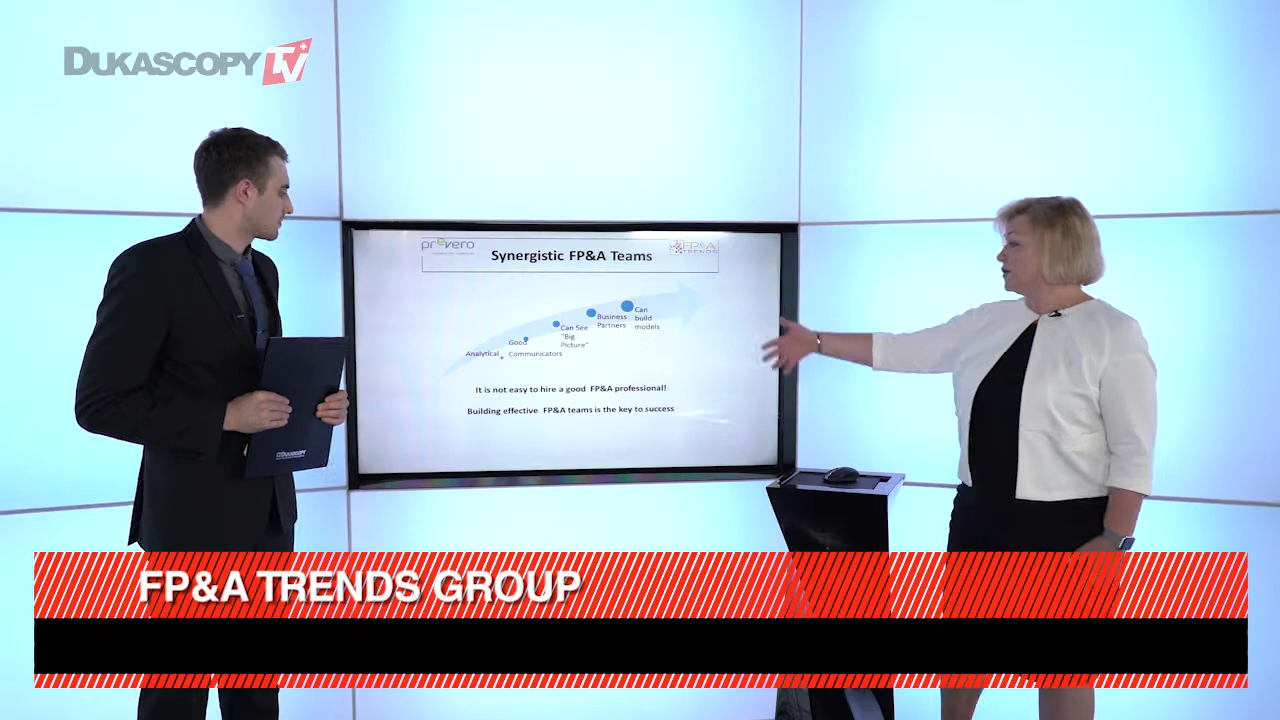 DUKASCOPY TV
prevero
FP&A
TRENDS
Synergistic FP&A Teams
Can
build
models
Business
Partners
Can See
"Big
Picture"
Good
Communicators
Analytical
It is not easy to hire a good FP&A professional!
Building effective FP&A teams is the key to success
DUKASCOPY
FP&A TRENDS GROUP